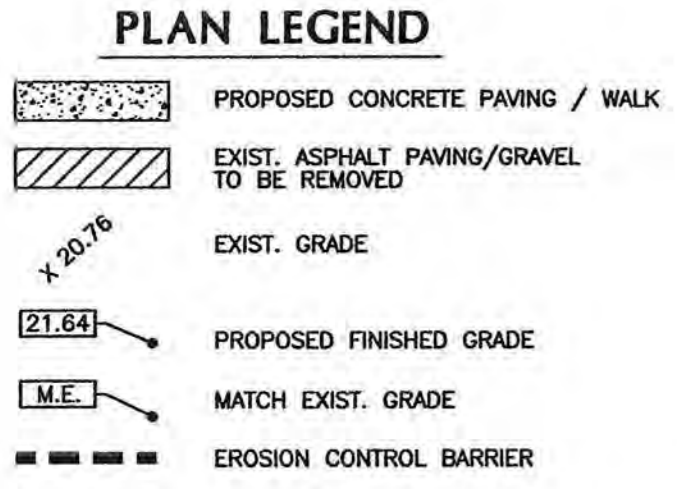 PLAN LEGEND
PROPOSED CONCRETE PAVING / WALK
EXIST. ASPHALT PAVING/GRAVEL
TO BE REMOVED
X 20.76
EXIST. GRADE
21.64
PROPOSED FINISHED GRADE
M.E.
MATCH EXIST. GRADE
EROSION CONTROL BARRIER